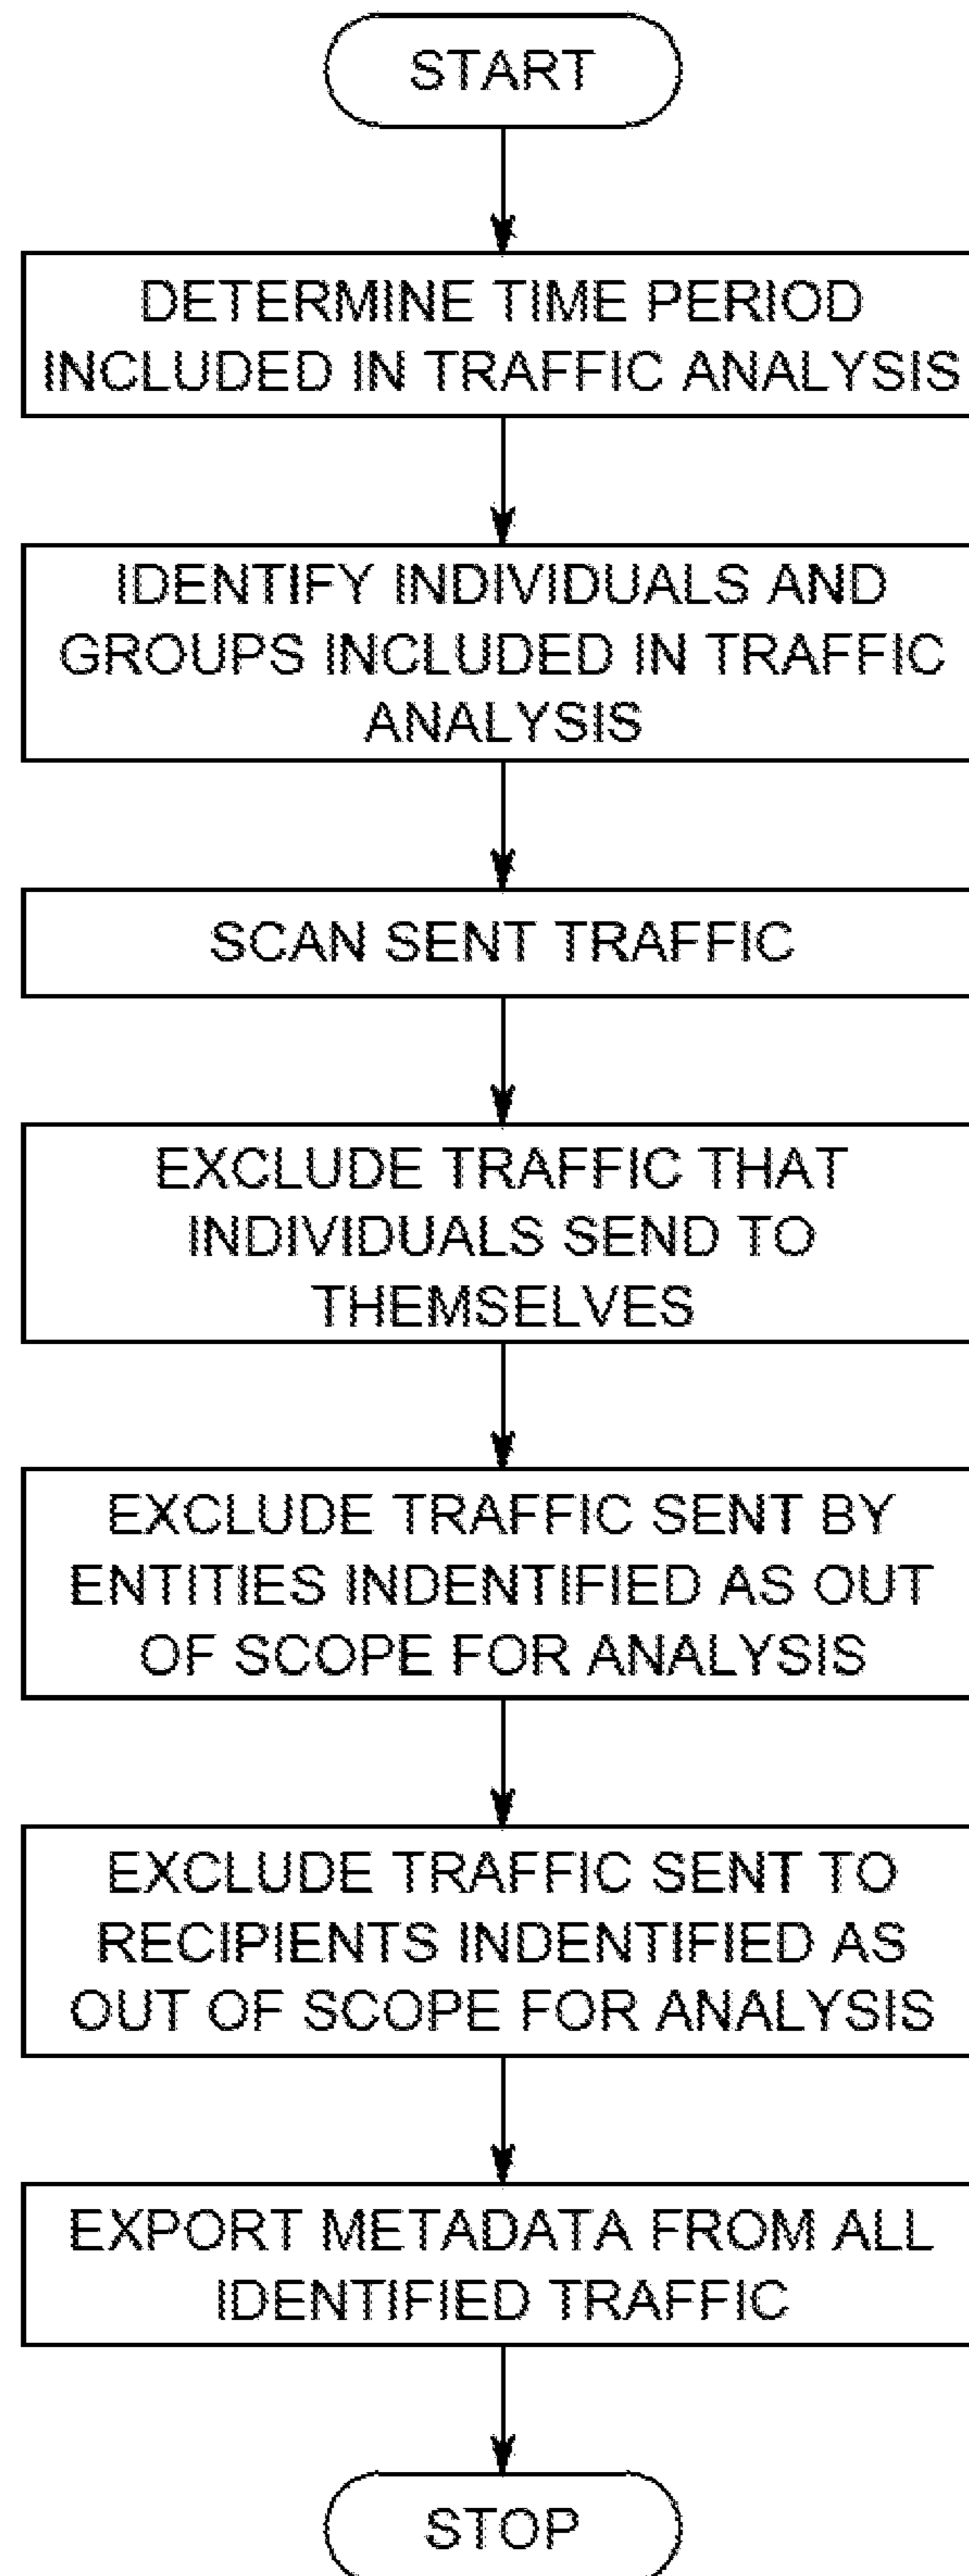 START
DETERMINE TIME PERIOD
INCLUDED IN TRAFFIC ANALYSIS
IDENTIFY INDIVIDUALS AND
GROUPS INCLUDED IN TRAFFIC
ANALYSIS
SCAN SENT TRAFFIC
EXCLUDE TRAFFIC THAT
INDIVIDUALS SEND TO
THEMSELVES
EXCLUDE TRAFFIC SENT BY
ENTITIES INDENTIFIED AS OUT
OF SCOPE FOR ANALYSIS
EXCLUDE TRAFFIC SENT TO
RECIPIENTS INDENTIFIED AS
OUT OF SCOPE FOR ANALYSIS
EXPORT METADATA FROM ALL
IDENTIFIED TRAFFIC
STOP